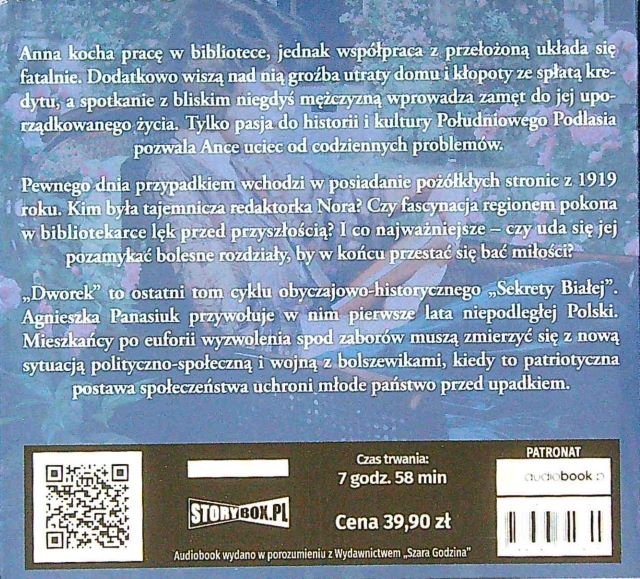 Anna kocha pracę w bibliotece, jednak współpraca z przełożoną układa się
fatalnie. Dodatkowo wiszą nad nią groźba utraty domu i kłopoty ze spłatą kre-
dytu, a spotkanie z bliskim niegdyś mężczyzną wprowadza zamęt do jej upo-
rządkowanego życia. Tylko pasja do historii i kultury Południowego Podlasia
pozwala Ance uciec od codziennych problemów.
Pewnego dnia przypadkiem wchodzi w posiadanie pożółkłych stronic z 1919
roku. Kim była tajemnicza redaktorka Nora? Czy fascynacja regionem pokona
w bibliotekarce lęk przed przyszłością? I co najważniejsze – czy uda się jej
pozamykać bolesne rozdziały, by w końcu przestać się bać miłości?
„Dworek” to ostatni tom cyklu obyczajowo-historycznego „Sekrety Białej”.
Agnieszka Panasiuk przywołuje w nim pierwsze lata niepodległej Polski.
Mieszkańcy po euforii wyzwolenia spod zaborów muszą zmierzyć się z nową
sytuacją polityczno-społeczną i wojną z bolszewikami, kiedy to patriotyczna
postawa społeczeństwa uchroni młode państwo przed upadkiem.
STORYBOX.PL
Czas trwania:
7 godz. 58 min
Cena 39,90 zł
PATRONAT
audiobook.p
Audiobook wydano w porozumieniu z Wydawnictwem „Szara Godzina”